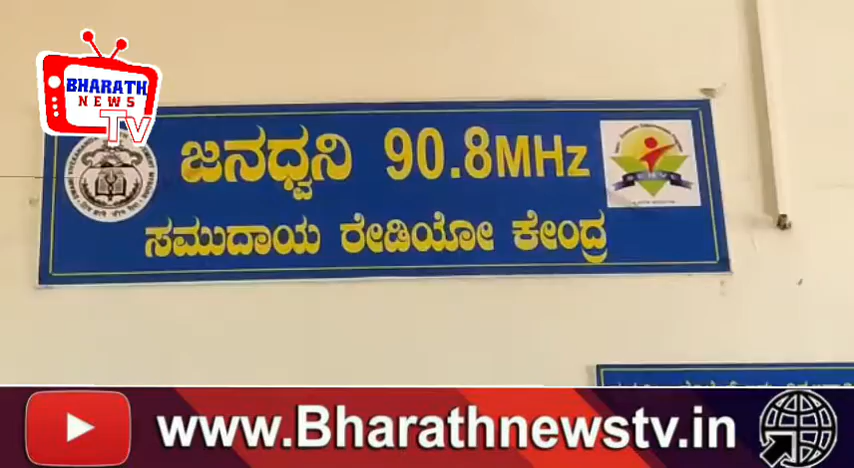 BHARATH
NEWS
TV
ಜನಧ್ವನಿ 90.8MHz
ಸಮುದಾಯ ರೇಡಿಯೋ ಕೇಂದ್ರ
www.Bharathnewstv.in